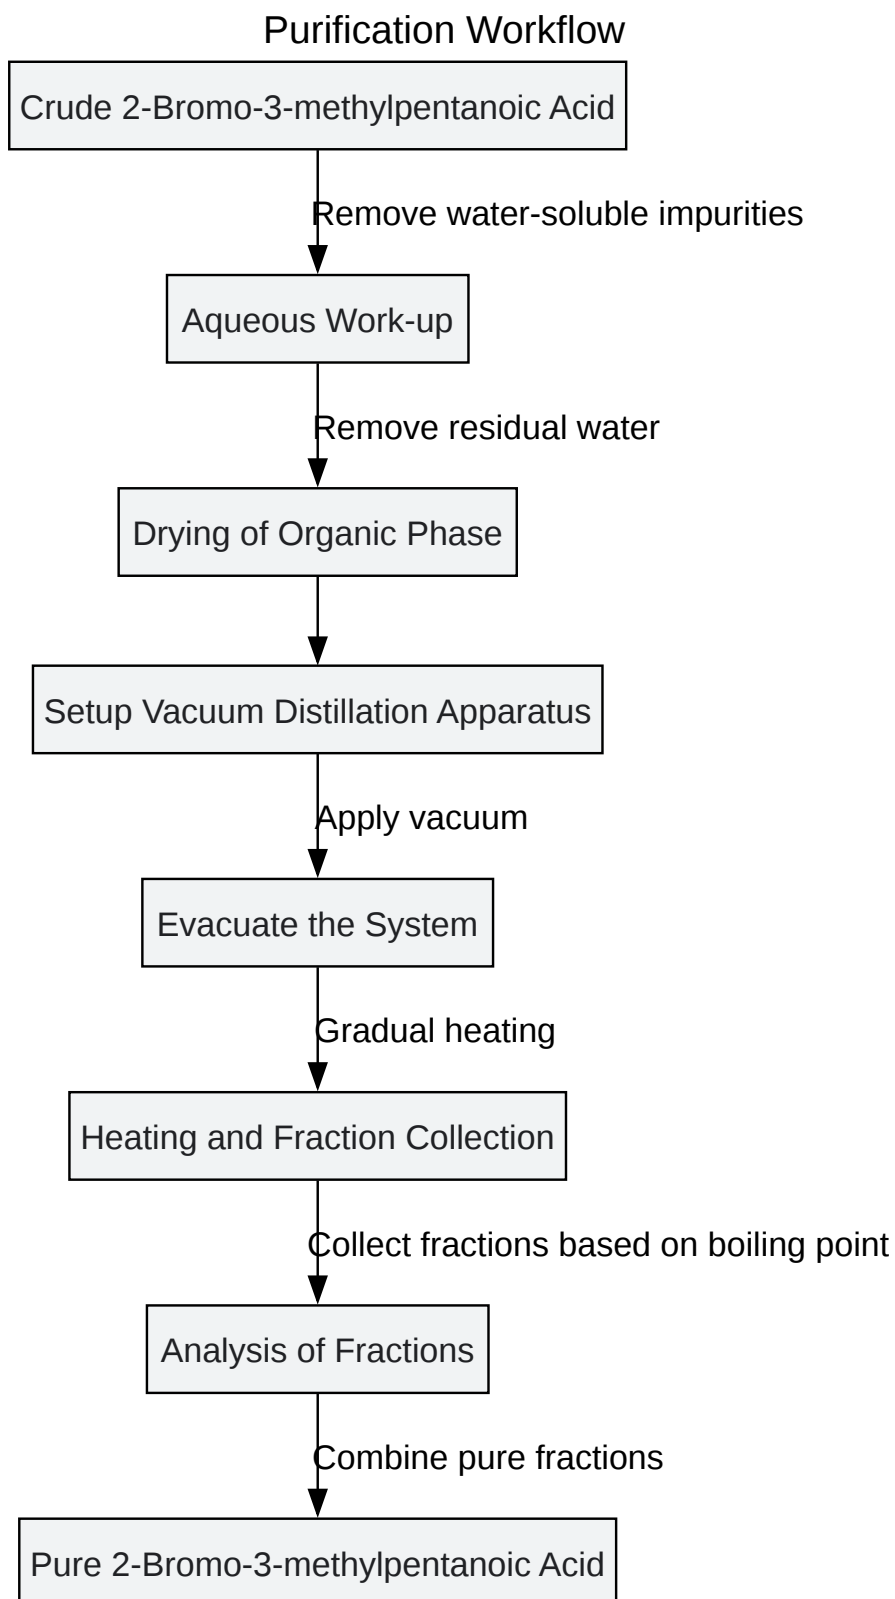 Purification Workflow
Crude 2-Bromo-3-methylpentanoic Acid
Remove water-soluble impurities
Aqueous Work-up
Remove residual water
Drying of Organic Phase
Setup Vacuum Distillation Apparatus
Apply vacuum
Evacuate the System
Gradual heating
Heating and Fraction Collection
Collect fractions based on boiling point
Analysis of Fractions
Combine pure fractions
Pure 2-Bromo-3-methylpentanoic Acid